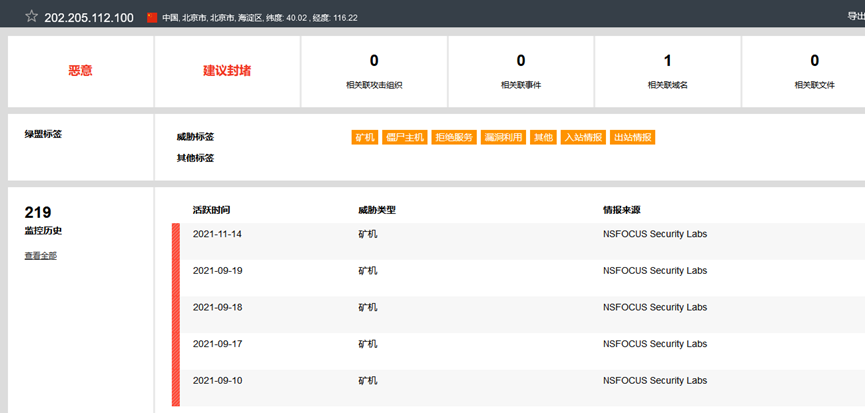 ☆ 202.205.112.100 中国, 北京市, 北京市, 海淀区, 纬度: 40.02 , 经度: 116.22 导出
恶意
建议封堵
0
相关联攻击组织
0
相关联事件
1
相关联域名
0
相关联文件
绿盟标签
威胁标签 矿机 僵尸主机 拒绝服务 漏洞利用 其他 入站情报 出站情报
其他标签
219
监控历史
查看全部
活跃时间 威胁类型 情报来源
2021-11-14 矿机 NSFOCUS Security Labs
2021-09-19 矿机 NSFOCUS Security Labs
2021-09-18 矿机 NSFOCUS Security Labs
2021-09-17 矿机 NSFOCUS Security Labs
2021-09-10 矿机 NSFOCUS Security Labs